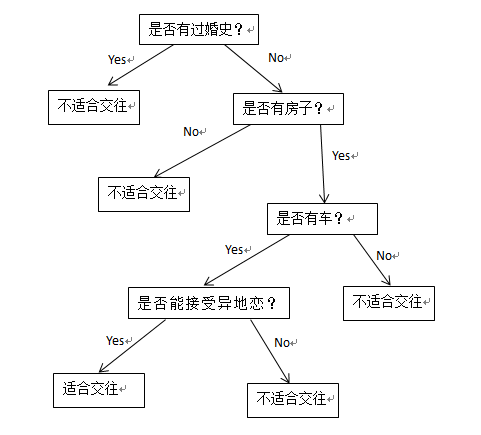 是否有过婚史？
Yes
No
不适合交往
是否有房子？
No
Yes
不适合交往
是否有车？
Yes
No
是否能接受异地恋？
不适合交往
Yes
No
适合交往
不适合交往